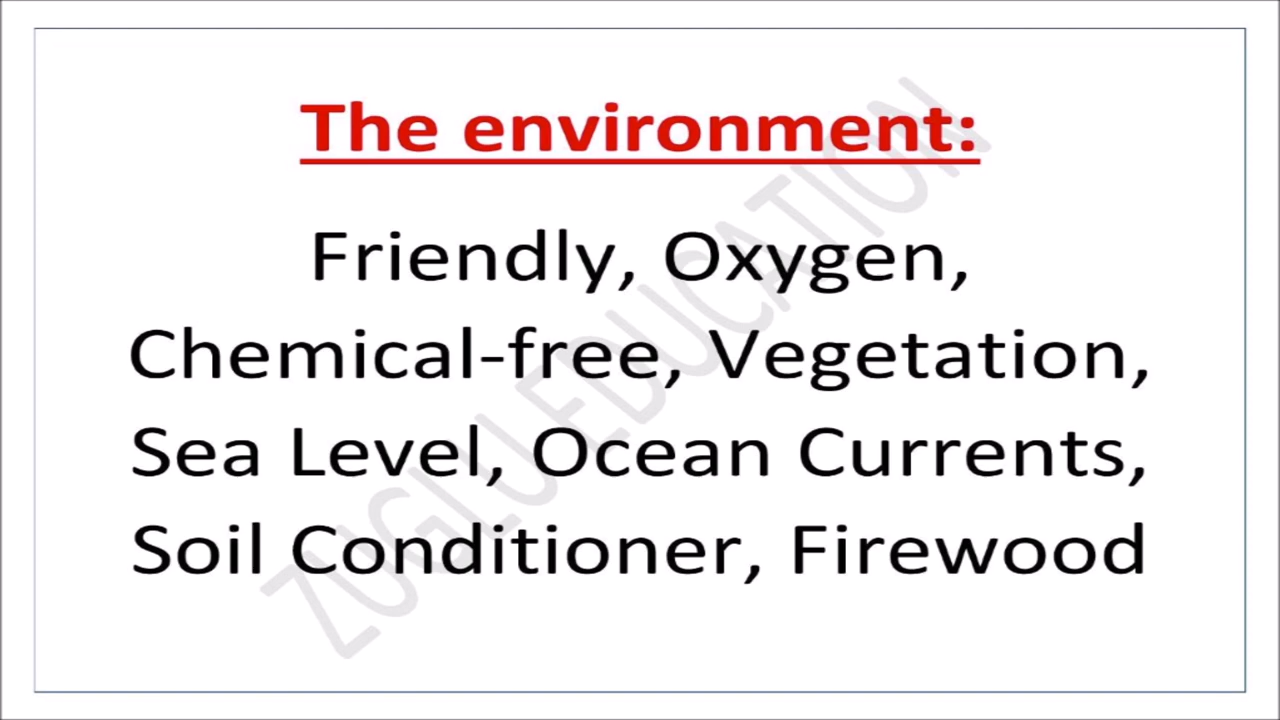 The environment:
Friendly, Oxygen,
Chemical-free, Vegetation,
Sea Level, Ocean Currents,
Soil Conditioner, Firewood